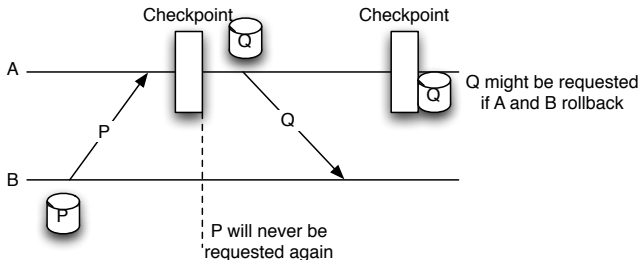 Checkpoint
Checkpoint
Q
A
Q
Q might be requested
if A and B rollback
P
Q
B
P
P will never be
requested again